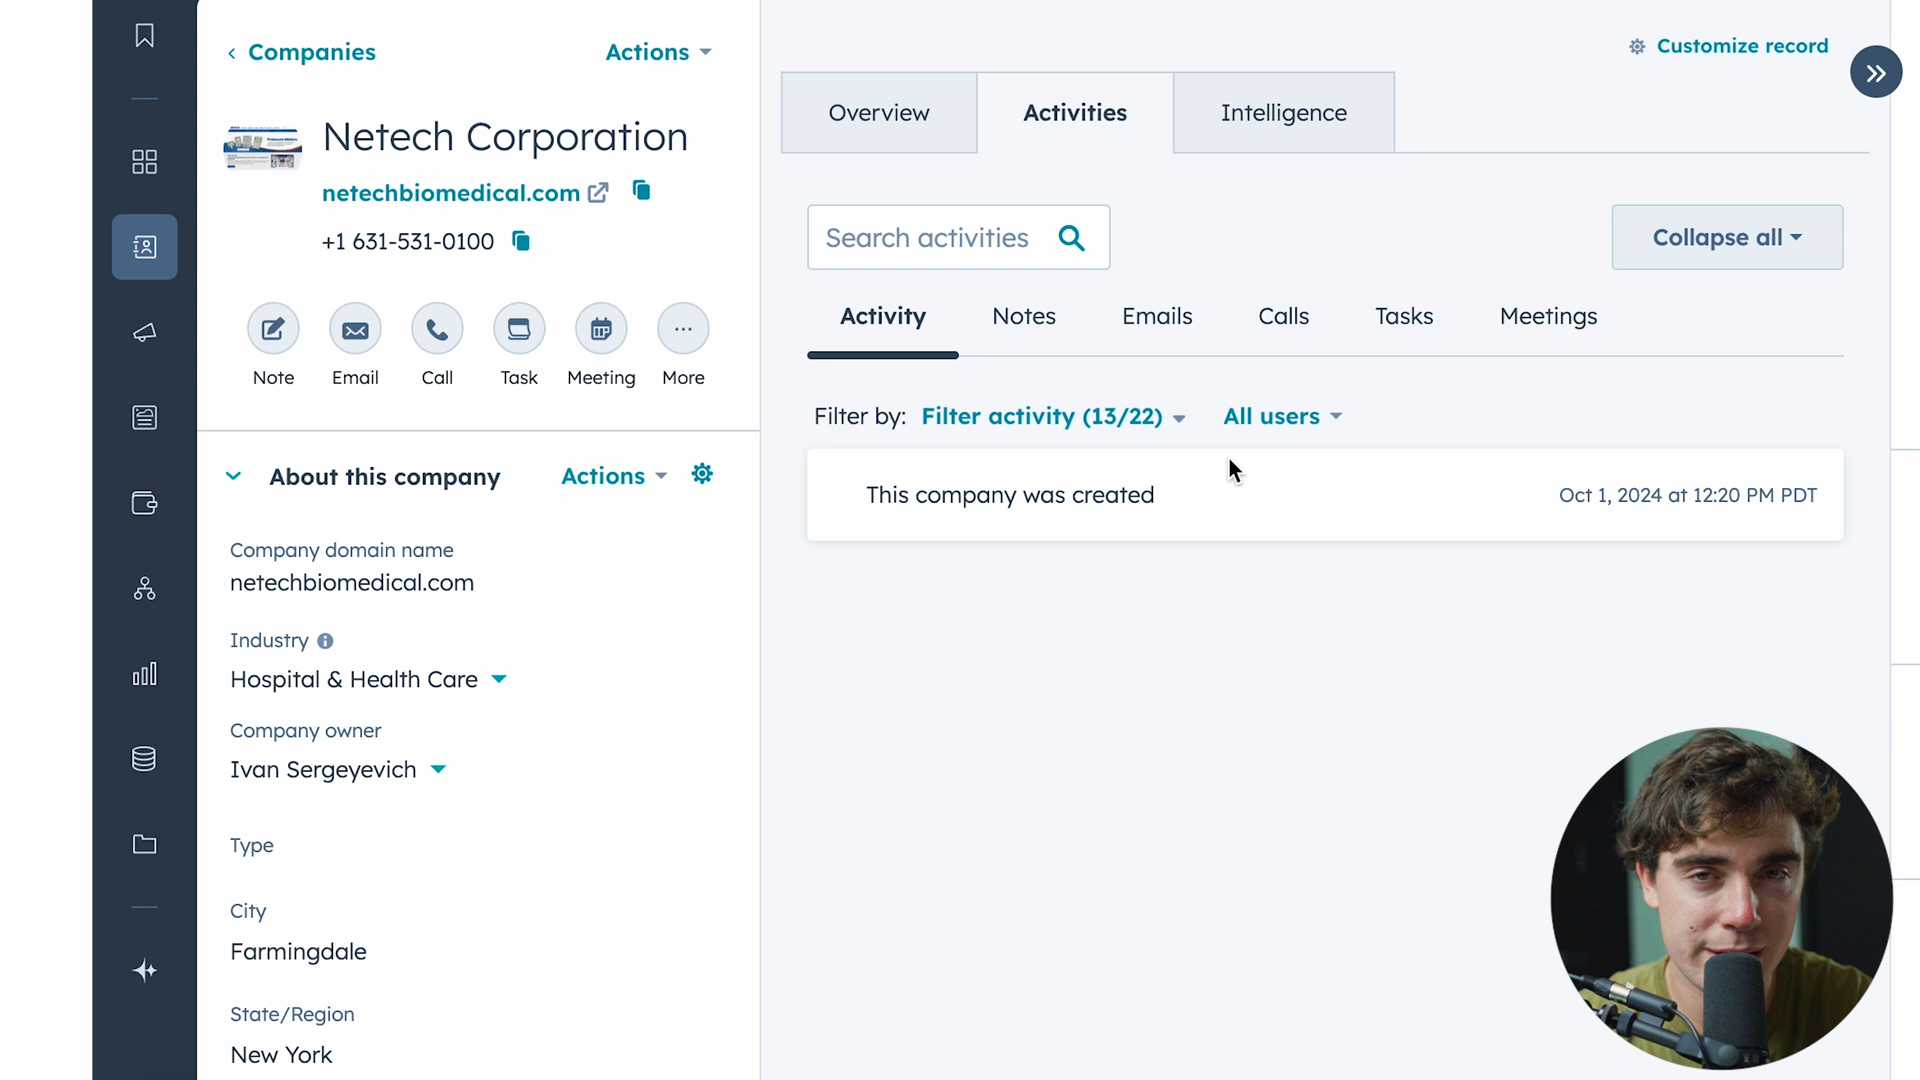 Companies
Actions
Netech Corporation
netechbiomedical.com
+1 631-531-0100
Note
Email
Call
Task
Meeting
More
About this company
Actions
Company domain name
netechbiomedical.com
Industry
Hospital & Health Care
Company owner
Ivan Sergeyevich
Type
City
Farmingdale
State/Region
New York
Customize record
Overview
Activities
Intelligence
Search activities
Collapse all
Activity
Notes
Emails
Calls
Tasks
Meetings
Filter by: Filter activity (13/22) All users
This company was created
Oct 1, 2024 at 12:20 PM PDT